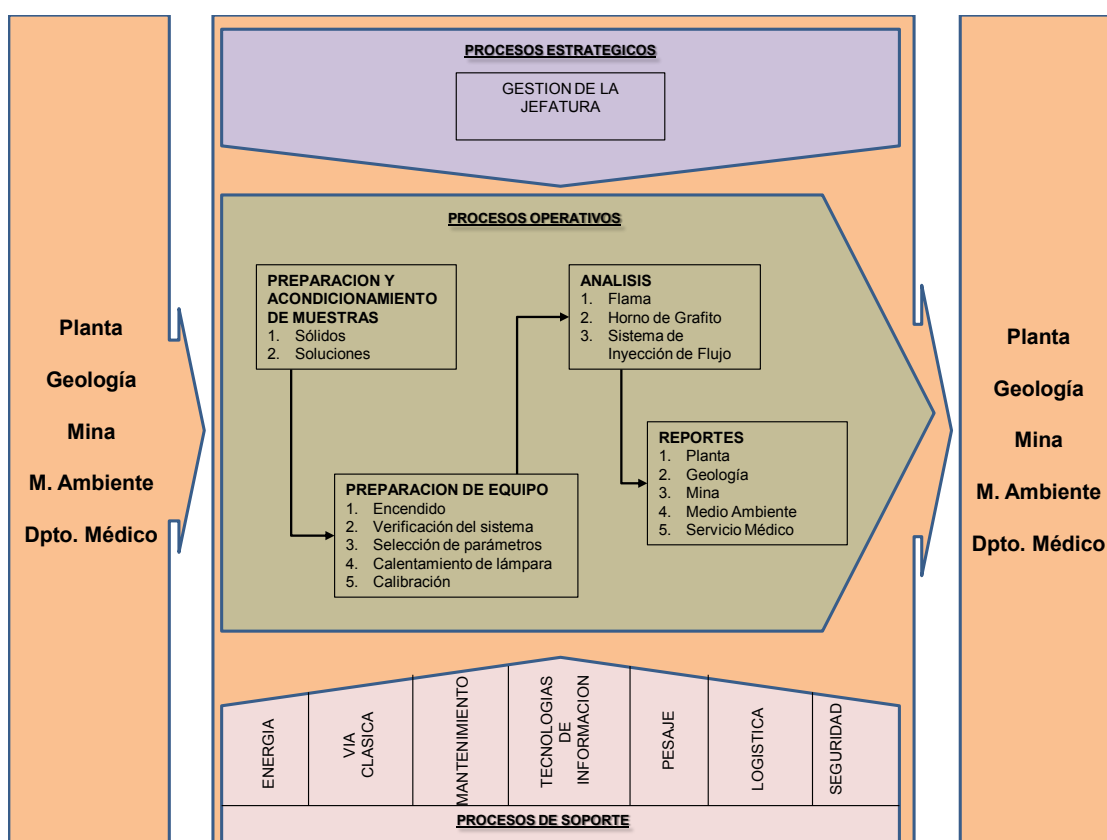 Planta
Geología
Mina
M. Ambiente
Dpto. Médico
PROCESOS ESTRATEGICOS
GESTION DE LA
JEFATURA
PROCESOS OPERATIVOS
PREPARACION Y
ACONDICIONAMIENTO
DE MUESTRAS
1. Sólidos
2. Soluciones
PREPARACION DE EQUIPO
1. Encendido
2. Verificación del sistema
3. Selección de parámetros
4. Calentamiento de lámpara
5. Calibración
ANALISIS
1. Flama
2. Horno de Grafito
3. Sistema de
Inyección de Flujo
REPORTES
1. Planta
2. Geología
3. Mina
4. Medio Ambiente
5. Servicio Médico
ENERGIA
VIA
CLASICA
MANTENIMIENTO
TECNOLOGIAS
DE
INFORMACION
PESAJE
LOGISTICA
SEGURIDAD
PROCESOS DE SOPORTE
Planta
Geología
Mina
M. Ambiente
Dpto. Médico